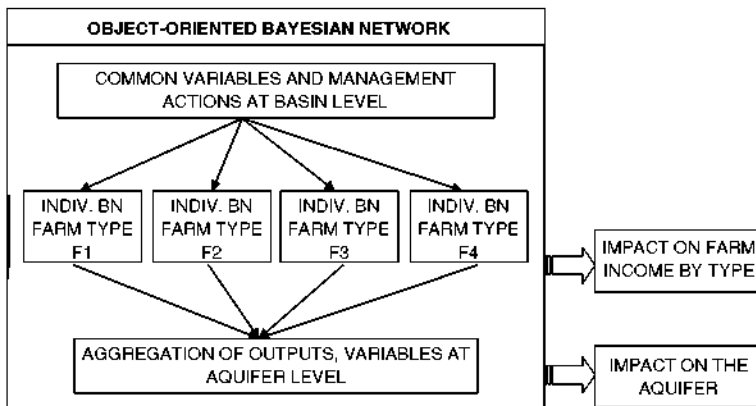 OBJECT-ORIENTED BAYESIAN NETWORK
COMMON VARIABLES AND MANAGEMENT
ACTIONS AT BASIN LEVEL
INDIV. BN
FARM TYPE
F1
INDIV. BN
FARM TYPE
F2
INDIV. BN
FARM TYPE
F3
INDIV. BN
FARM TYPE
F4
IMPACT ON FARM
INCOME BY TYPE
AGGREGATION OF OUTPUTS, VARIABLES AT
AQUIFER LEVEL
IMPACT ON THE
AQUIFER